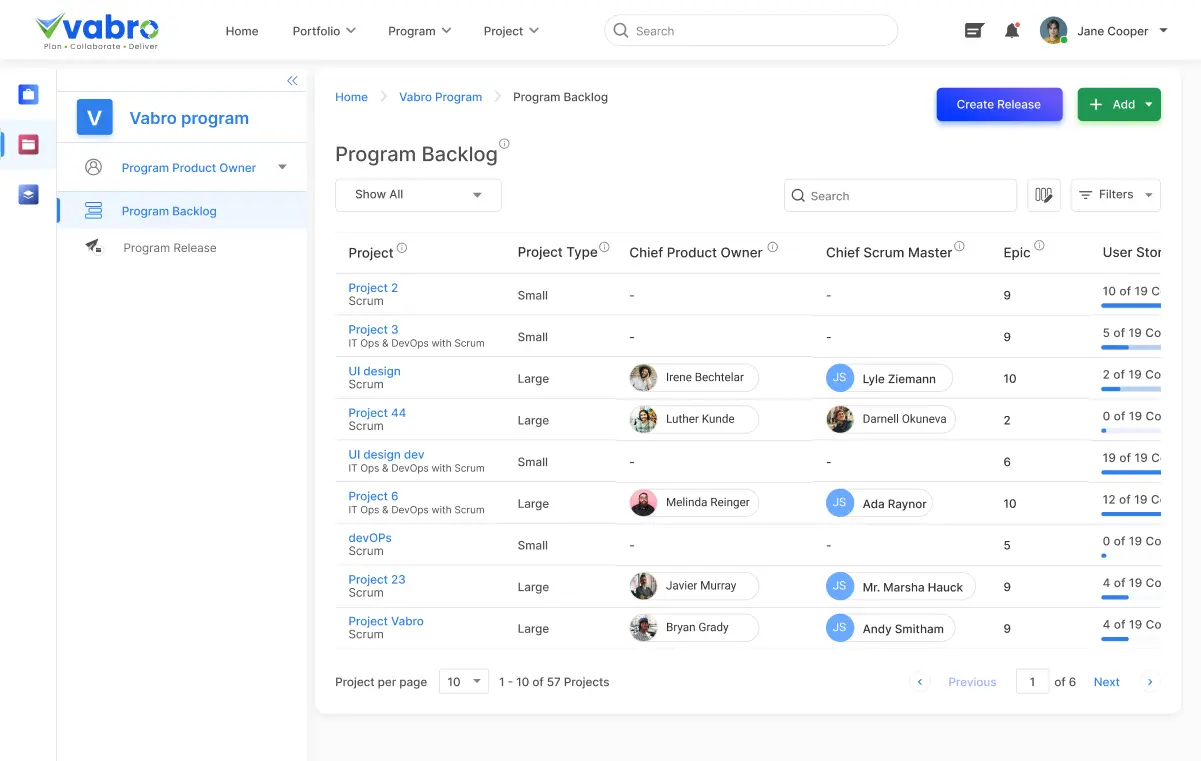 vabro
Plan • Collaborate • Deliver
Home
Portfolio
Program
Project
Search
Jane Cooper
V
Vabro program
Program Product Owner
Program Backlog
Program Release
Home
Vabro Program
Program Backlog
Create Release
+ Add
Program Backlog
Show All
Search
Filters
Project Project Type Chief Product Owner Chief Scrum Master Epic User Stor
Project 2 Small - - 9 10 of 19 C
Scrum
Project 3 Small - - 9 5 of 19 Co
IT Ops & DevOps with Scrum
UI design Large Irene Bechtelar JS Lyle Ziemann 10 2 of 19 Co
Scrum
Project 44 Large Luther Kunde Darnell Okuneva 2 0 of 19 Co
Scrum
UI design dev Small - - 6 19 of 19 C
IT Ops & DevOps with Scrum
Project 6 Large Melinda Reinger JS Ada Raynor 10 12 of 19 C
IT Ops & DevOps with Scrum
devOPs Small - - 5 0 of 19 Co
Scrum
Project 23 Large Javier Murray JS Mr. Marsha Hauck 9 4 of 19 Co
Scrum
Project Vabro Large Bryan Grady JS Andy Smitham 9 4 of 19 Co
Scrum
Project per page 10 1 - 10 of 57 Projects
Previous 1 of 6 Next